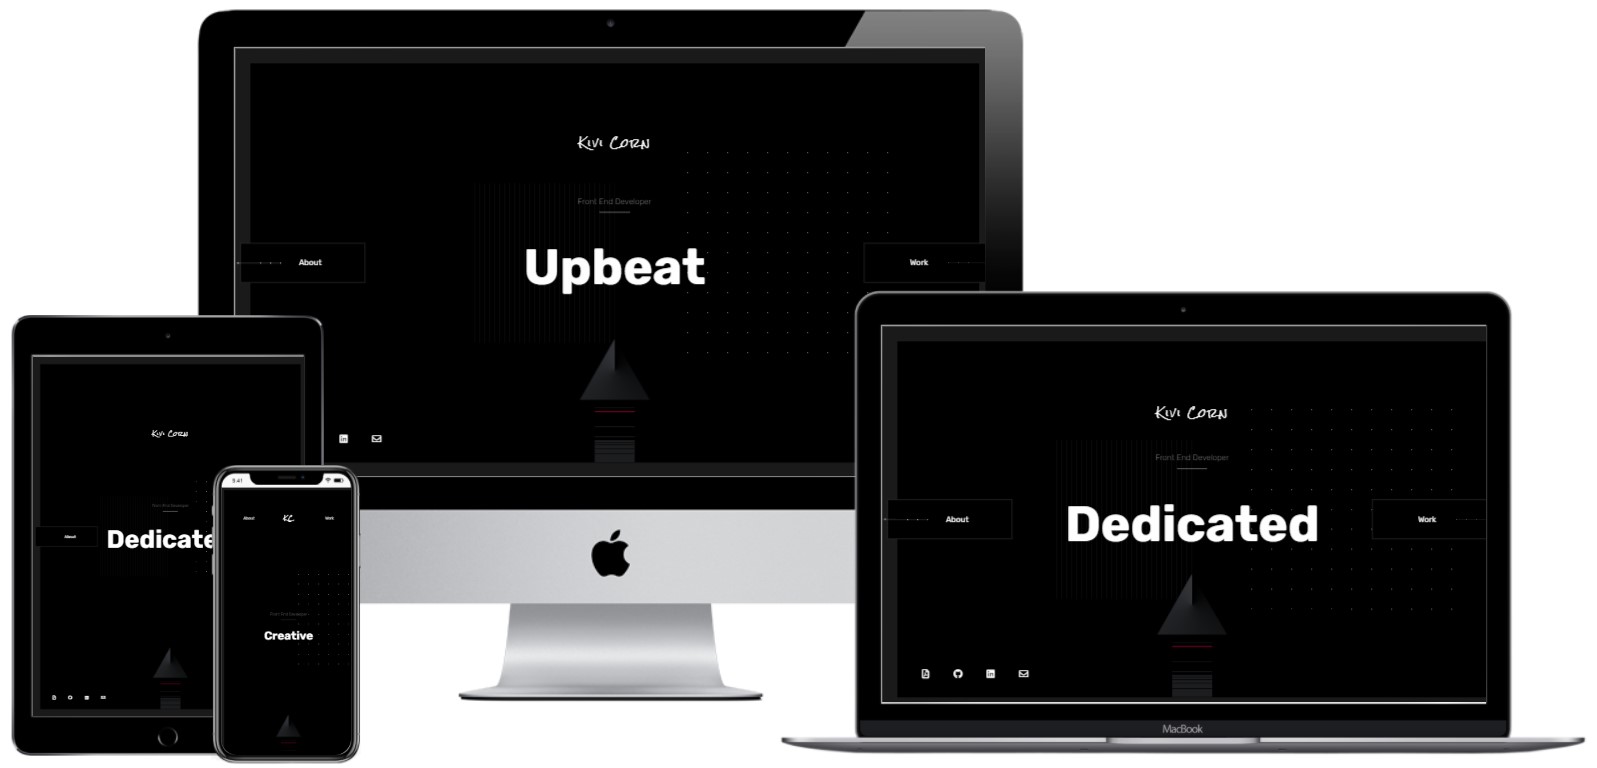 Kivi Corn
Front End Developer
Upbeat
About
Work
Kivi Corn
Front End Developer
Dedicate
About
9:41
About
KC
Work
Front End Developer
Creative
Kivi Corn
Front End Developer
Dedicated
About
Work
MacBook